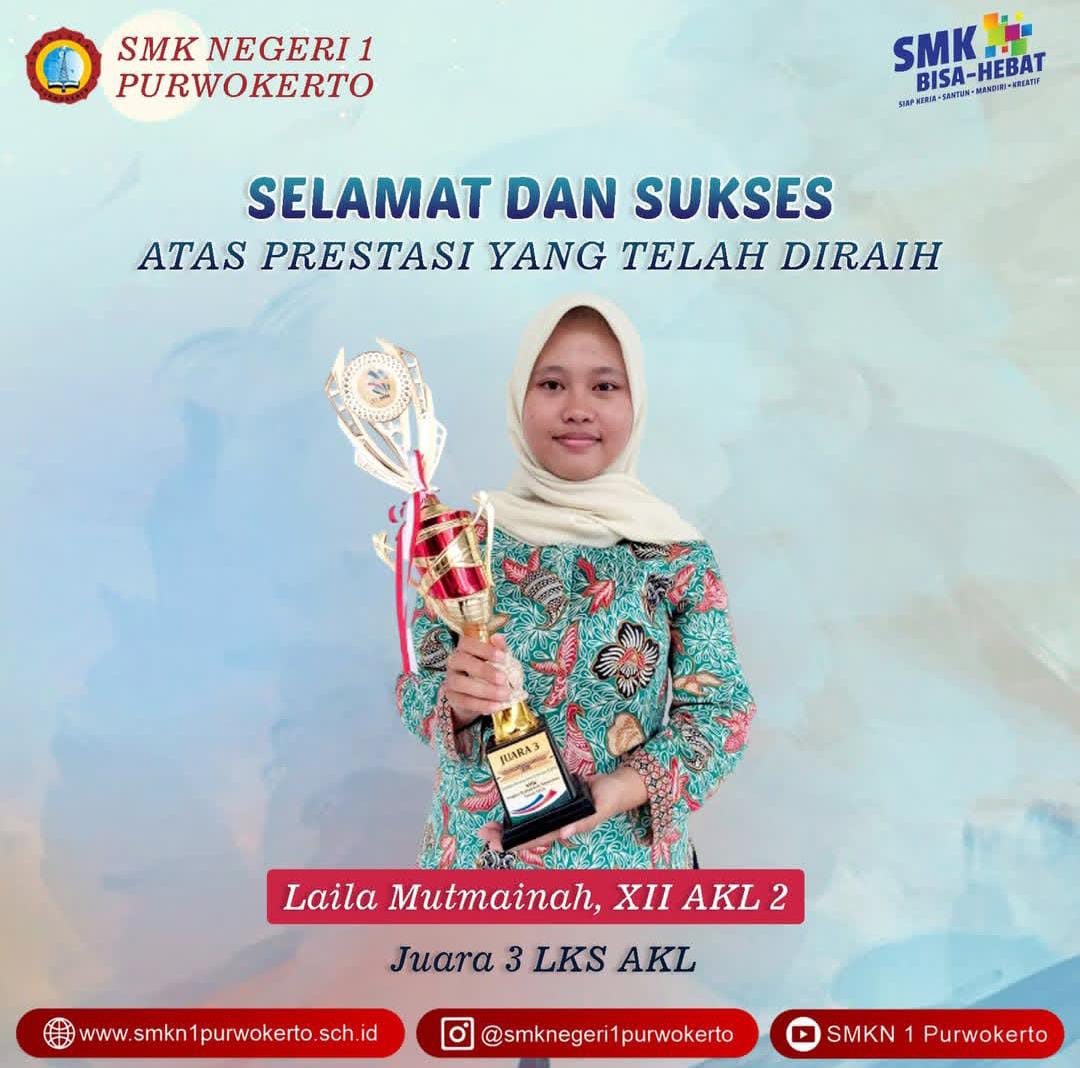 SMK NEGERI 1
PURWOKERTO
SMK
BISA-HEBAT
SIAP KERJA • SANTUN • MANDIRI • KREATIF
SELAMAT DAN SUKSES
ATAS PRESTASI YANG TELAH DIRAIH
JUARA 3
Laila Mutmainah, XII AKL 2
Juara 3 LKS AKL
www.smkn1purwokerto.sch.id
@smknegeri1purwokerto
SMKN 1 Purwokerto